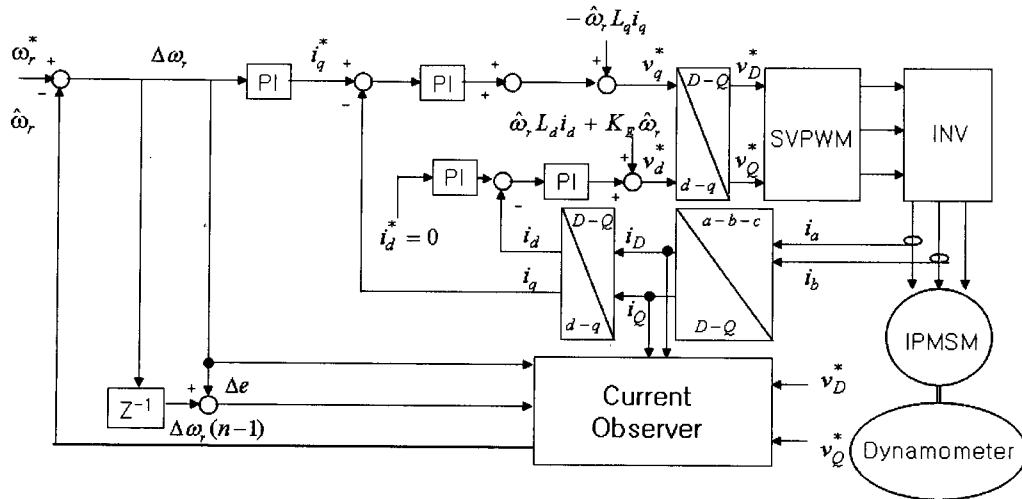 − ω̂_r L_q i_q
ω_r^* + Δω_r i_q^* + + + + v_q^* D−Q v_D^*
PI PI
− −
ω̂_r
SVPWM INV
ω̂_r L_d i_d + K_E ω̂_r
+ v_d^* v_Q^*
PI PI +
− d−q
i_d^* = 0 i_d D−Q i_D a−b−c i_a
i_q i_Q i_b
d−q D−Q
IPMSM
Δe
Z⁻¹ +
Δω_r(n−1)
Current
Observer
v_D^*
v_Q^*
Dynamometer